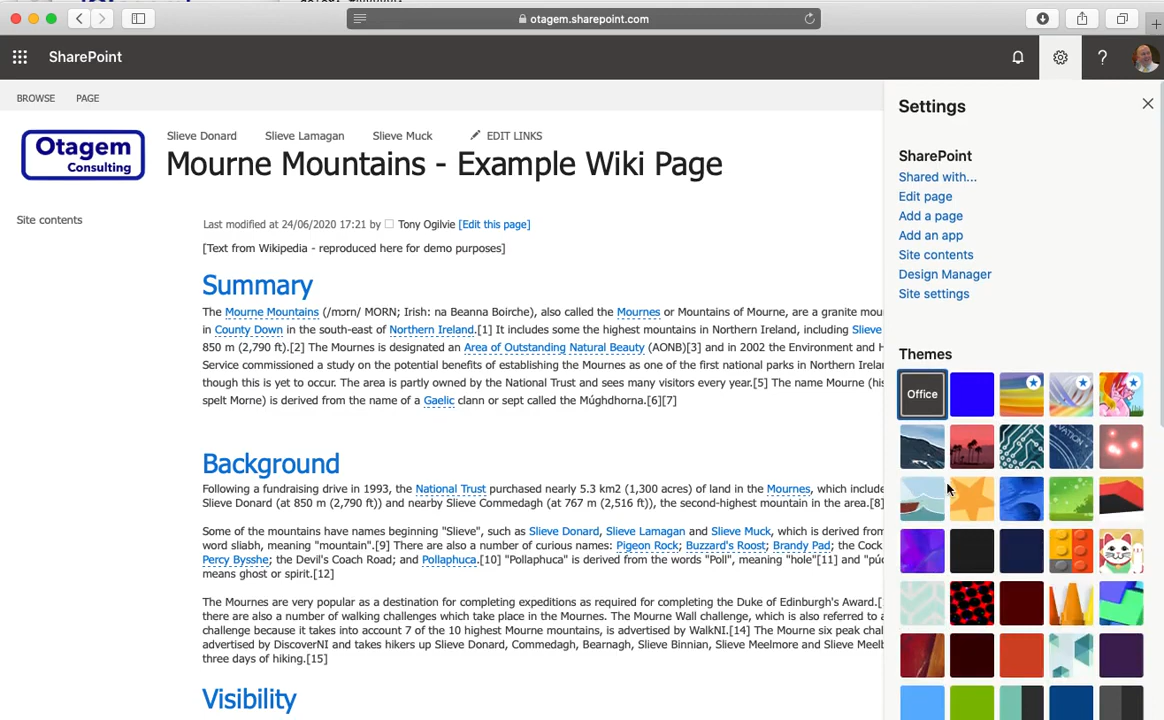 otagem.sharepoint.com
SharePoint
?
BROWSE PAGE
Otagem
Consulting
Slieve Donard Slieve Lamagan Slieve Muck EDIT LINKS
Mourne Mountains - Example Wiki Page
Site contents
Last modified at 24/06/2020 17:21 by Tony Ogilvie [Edit this page]
[Text from Wikipedia - reproduced here for demo purposes]
Summary
The Mourne Mountains (/mɔrn/ MORN; Irish: na Beanna Boirche), also called the Mournes or Mountains of Mourne, are a granite mou
in County Down in the south-east of Northern Ireland.[1] It includes some the highest mountains in Northern Ireland, including Slieve
850 m (2,790 ft).[2] The Mournes is designated an Area of Outstanding Natural Beauty (AONB)[3] and in 2002 the Environment and H
Service commissioned a study on the potential benefits of establishing the Mournes as one of the first national parks in Northern Irelan
though this is yet to occur. The area is partly owned by the National Trust and sees many visitors every year.[5] The name Mourne (his
spelt Morne) is derived from the name of a Gaelic clann or sept called the Múghdhorna.[6][7]
Background
Following a fundraising drive in 1993, the National Trust purchased nearly 5.3 km2 (1,300 acres) of land in the Mournes, which include
Slieve Donard (at 850 m (2,790 ft)) and nearby Slieve Commedagh (at 767 m (2,516 ft)), the second-highest mountain in the area.[8]
Some of the mountains have names beginning "Slieve", such as Slieve Donard, Slieve Lamagan and Slieve Muck, which is derived from
word sliabh, meaning "mountain".[9] There are also a number of curious names: Pigeon Rock; Buzzard's Roost; Brandy Pad; the Cock
Percy Bysshe; the Devil's Coach Road; and Pollaphuca.[10] "Pollaphuca" is derived from the words "Poll", meaning "hole"[11] and "púc
means ghost or spirit.[12]
The Mournes are very popular as a destination for completing expeditions as required for completing the Duke of Edinburgh's Award.[
there are also a number of walking challenges which take place in the Mournes. The Mourne Wall challenge, which is also referred to a
challenge because it takes into account 7 of the 10 highest Mourne mountains, is advertised by WalkNI.[14] The Mourne six peak chal
advertised by DiscoverNI and takes hikers up Slieve Donard, Commedagh, Bearnagh, Slieve Binnian, Slieve Meelmore and Slieve Meelb
three days of hiking.[15]
Visibility
Settings
SharePoint
Shared with...
Edit page
Add a page
Add an app
Site contents
Design Manager
Site settings
Themes
Office